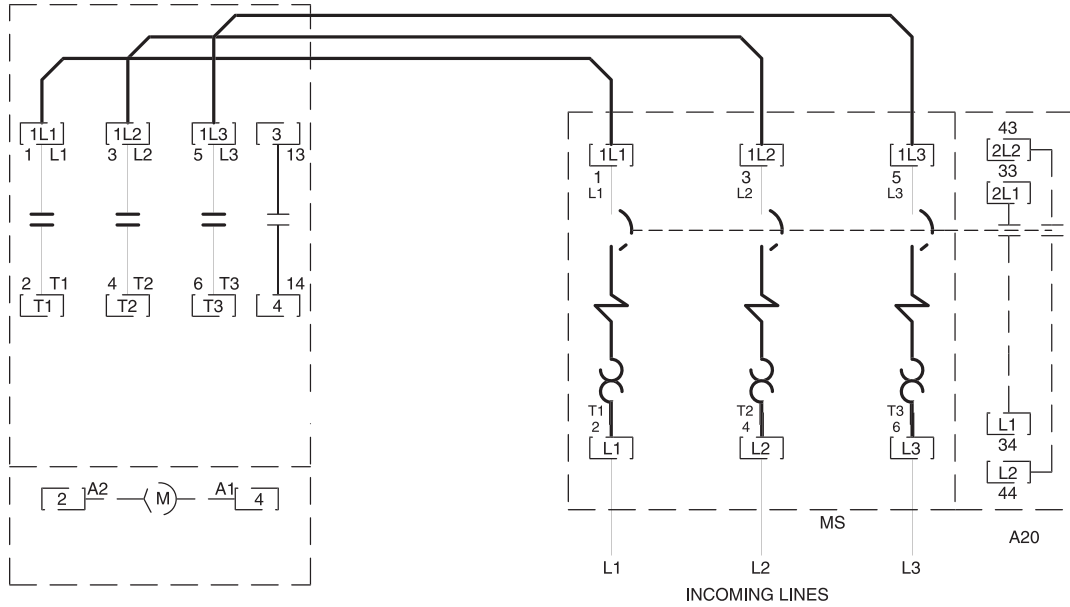 1L1 1L2 1L3 3
1 L1 3 L2 5 L3 13
2 T1 4 T2 6 T3 14
T1 T2 T3 4
2 A2 M A1 4
1L1 1L2 1L3
1 3 5
L1 L2 L3
T1 T2 T3
2 4 6
L1 L2 L3
MS
43
2L2
33
2L1
L1
34
L2
44
A20
L1 L2 L3
INCOMING LINES